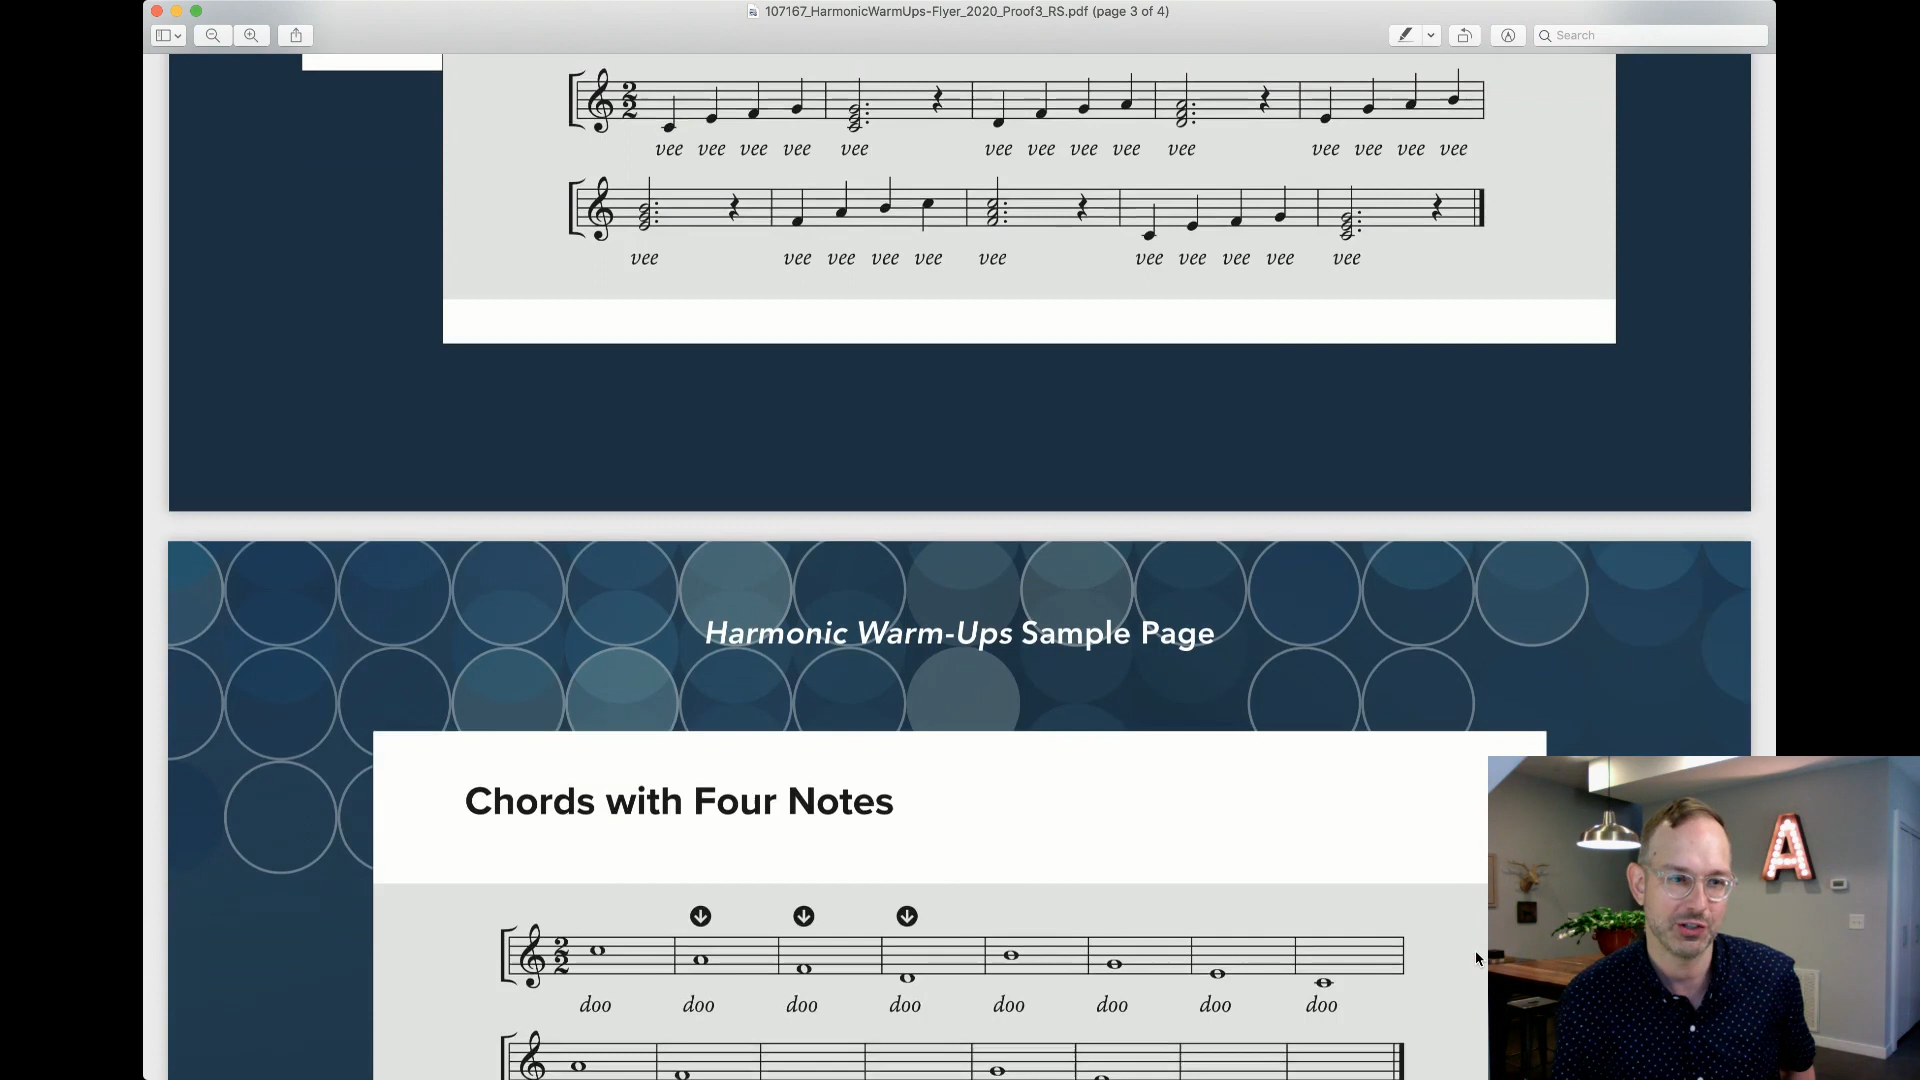 107167_HarmonicWarmUps-Flyer_2020_Proof3_RS.pdf (page 3 of 4)
Search
vee vee vee vee vee vee vee vee vee vee vee vee vee vee
vee vee vee vee vee vee vee vee vee vee vee
Harmonic Warm-Ups Sample Page
Chords with Four Notes
doo doo doo doo doo doo doo doo
A